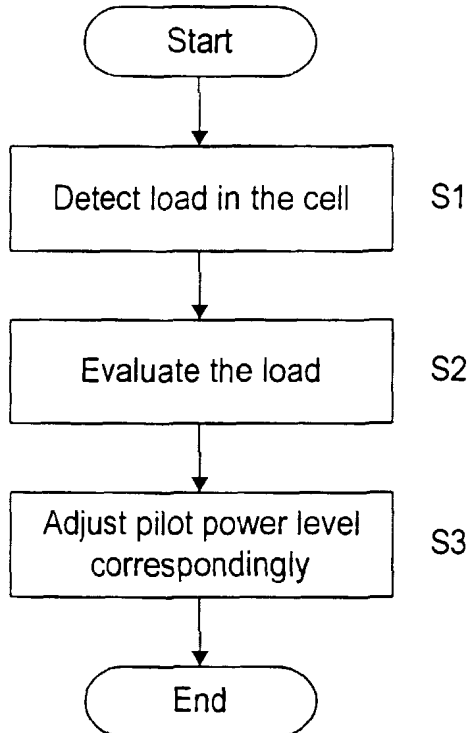 Start
Detect load in the cell S1
Evaluate the load S2
Adjust pilot power level
correspondingly S3
End